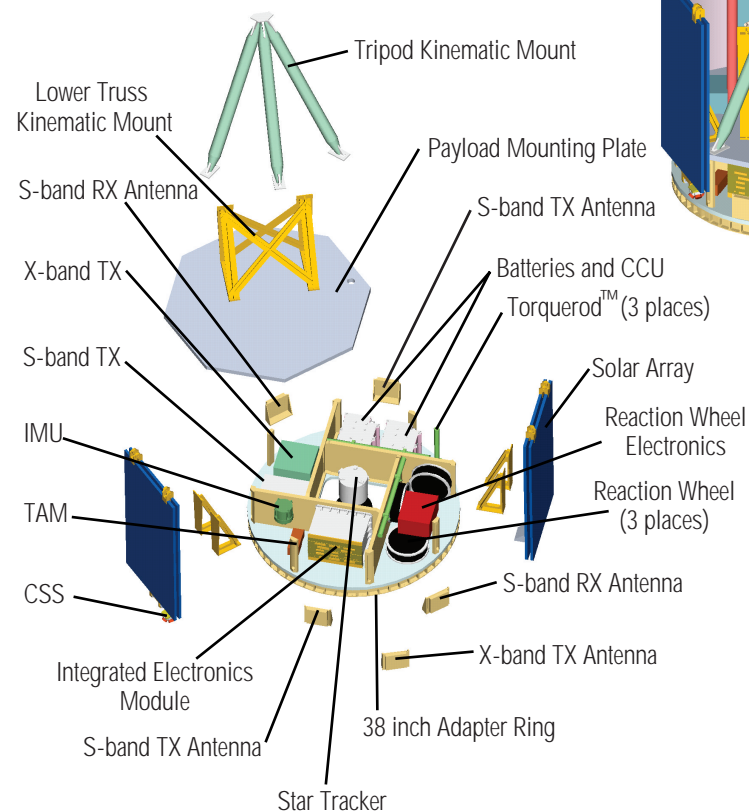 Tripod Kinematic Mount
Lower Truss
Kinematic Mount
Payload Mounting Plate
S-band RX Antenna
S-band TX Antenna
X-band TX
Batteries and CCU
Torquerod™ (3 places)
S-band TX
Solar Array
IMU
Reaction Wheel
Electronics
TAM
Reaction Wheel
(3 places)
CSS
S-band RX Antenna
X-band TX Antenna
Integrated Electronics
Module
38 inch Adapter Ring
S-band TX Antenna
Star Tracker